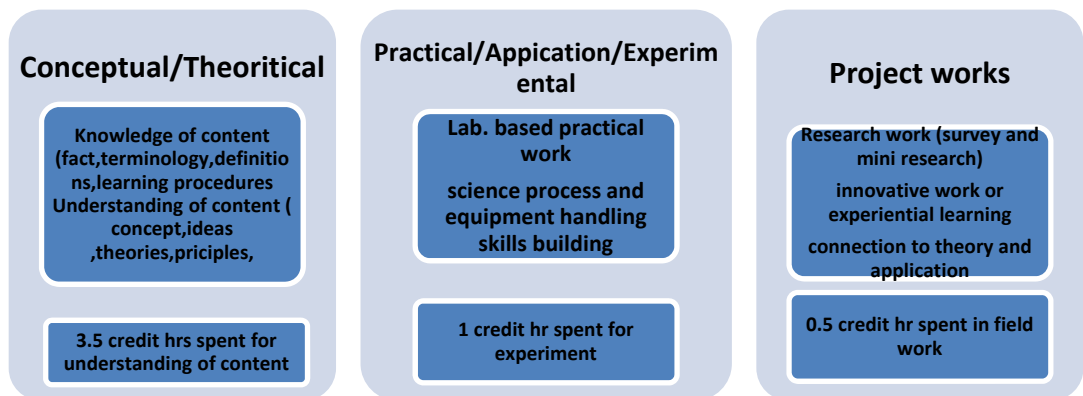 Conceptual/Theoritical
Knowledge of content
(fact,terminology,definitio
ns,learning procedures
Understanding of content (
concept,ideas
,theories,priciples,
3.5 credit hrs spent for
understanding of content
Practical/Appication/Experim
ental
Lab. based practical
work
science process and
equipment handling
skills building
1 credit hr spent for
experiment
Project works
Research work (survey and
mini research)
innovative work or
experiential learning
connection to theory and
application
0.5 credit hr spent in field
work